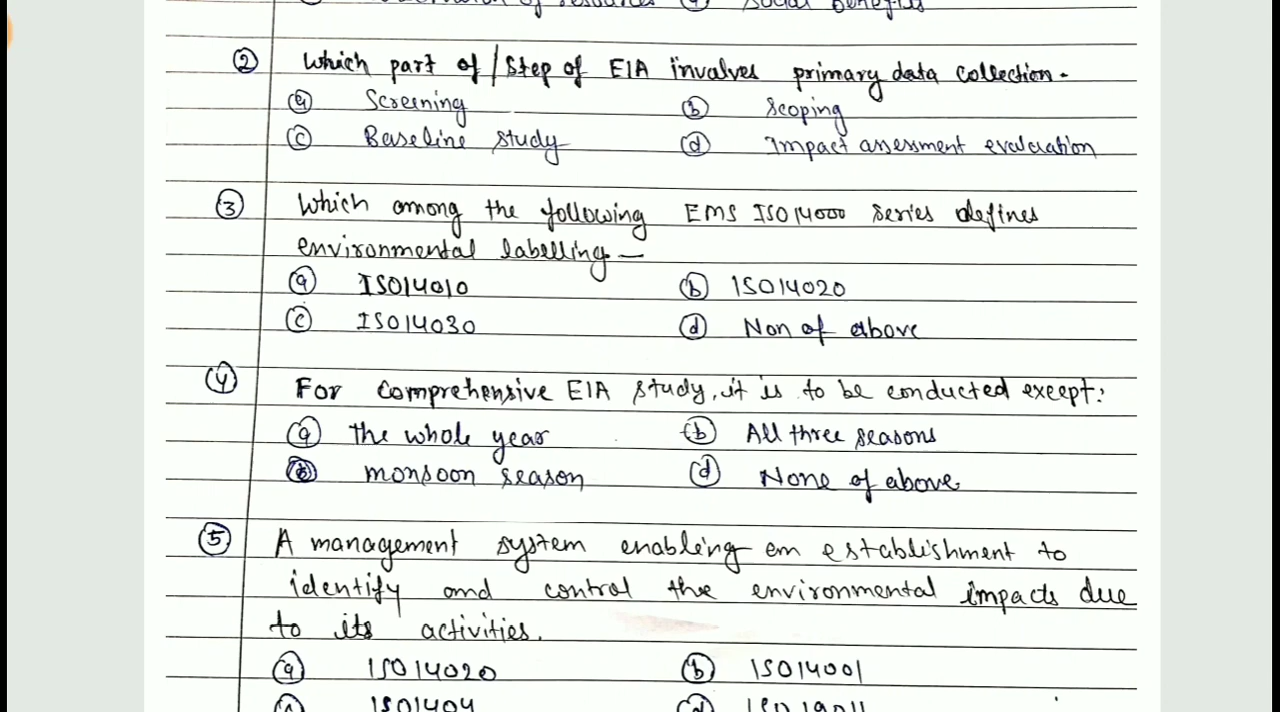 ② Which part of / Step of EIA involves primary data collection.
ⓐ Screening ⓑ Scoping
ⓒ Baseline study ⓓ Impact assessment evaluation
③ Which among the following EMS ISO14000 series defines
environmental labelling —
ⓐ ISO14010 ⓑ ISO14020
ⓒ ISO14030 ⓓ Non of above
④ For comprehensive EIA study, it is to be conducted except:
ⓐ the whole year ⓑ All three seasons
monsoon season ⓓ None of above
⑤ A management system enabling em establishment to
identify and control the environmental impacts due
to its activities.
ⓐ ISO14020 ⓑ ISO14001